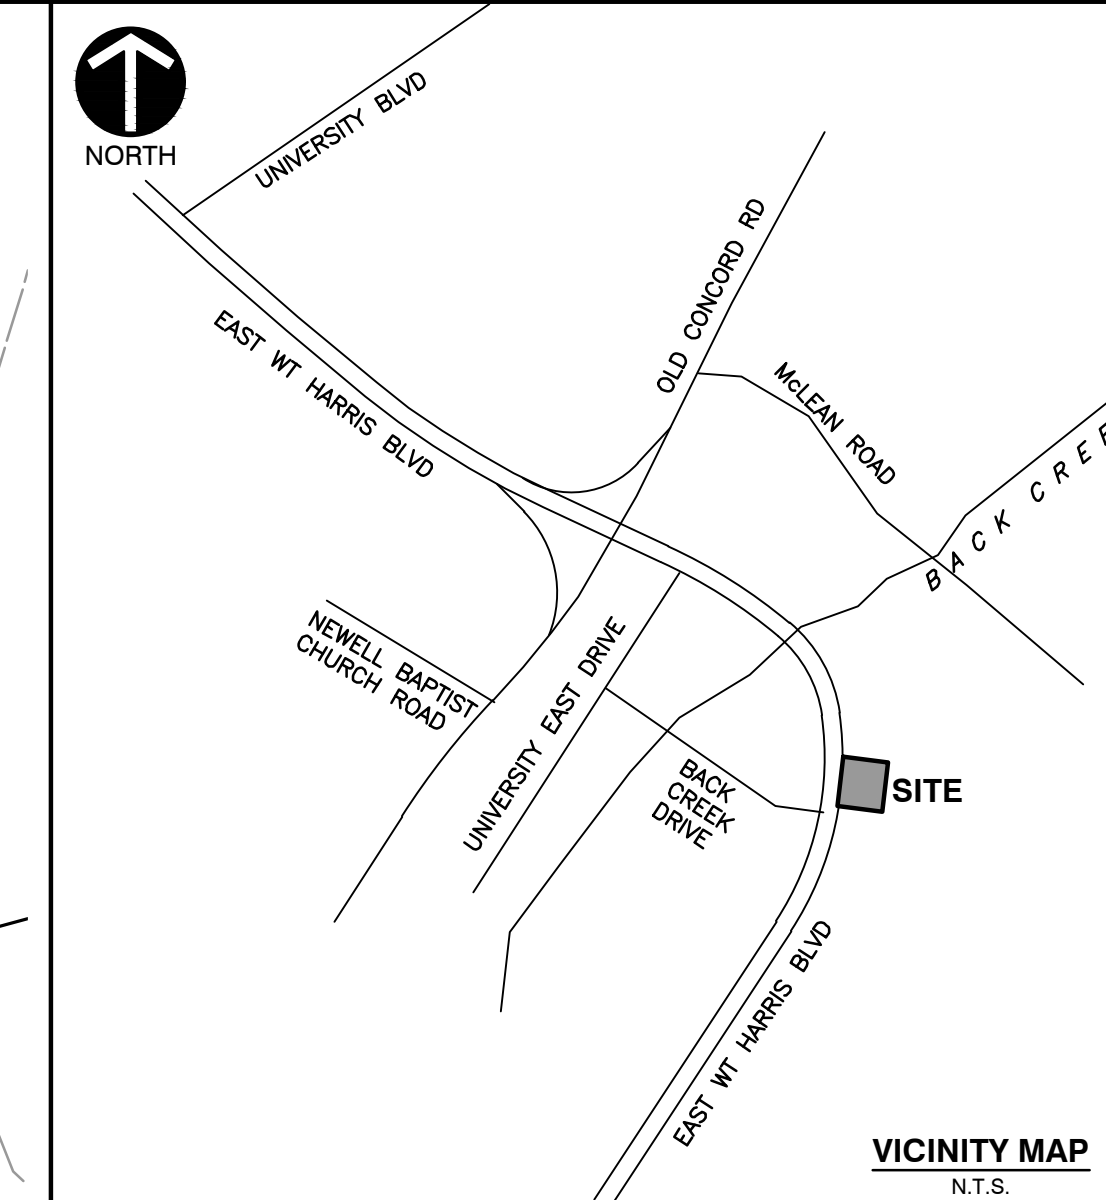 NORTH
UNIVERSITY BLVD
OLD CONCORD RD
EAST WT HARRIS BLVD
McLEAN ROAD
BACK
NEWELL BAPTIST
CHURCH ROAD
UNIVERSITY EAST DRIVE
BACK
CREEK
DRIVE
SITE
EAST WT HARRIS BLVD
VICINITY MAP
N.T.S.